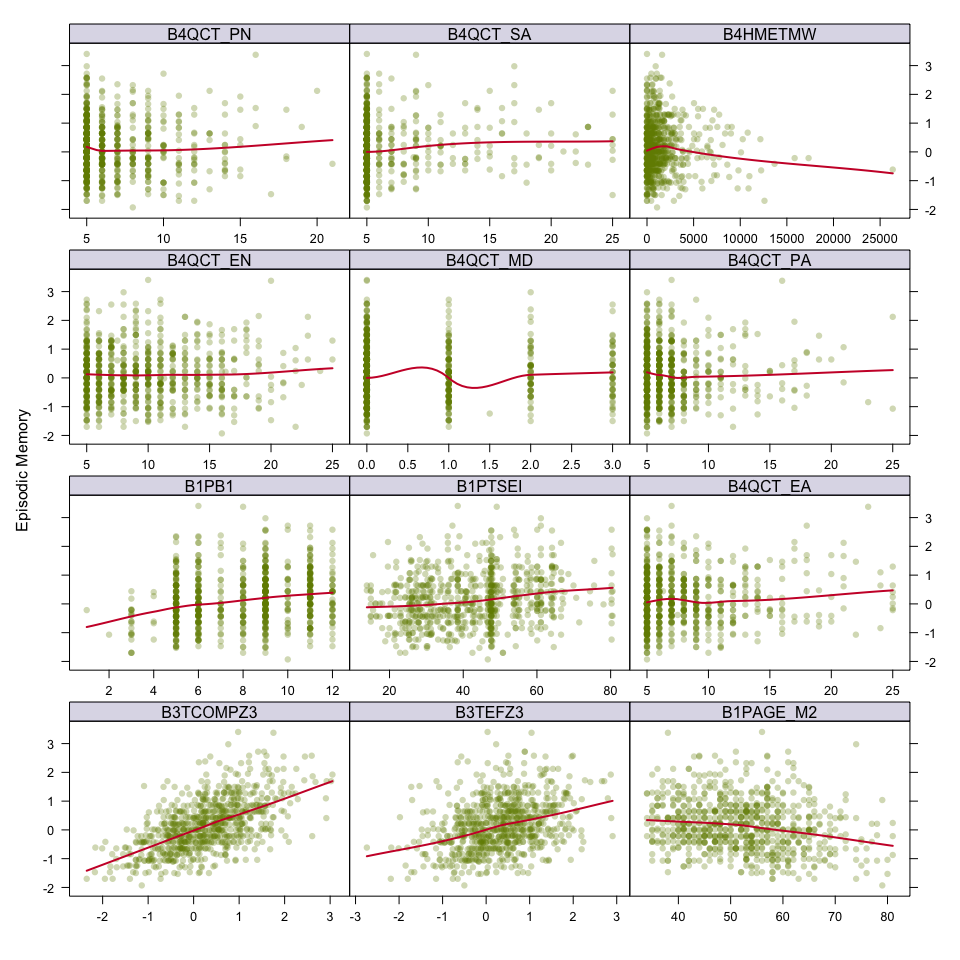 B4QCT_PN B4QCT_SA B4HMETMW
3
2
1
0
-1
-2
5 10 15 20 5 10 15 20 25 0 5000 10000 15000 20000 25000
B4QCT_EN B4QCT_MD B4QCT_PA
3
2
1
0
-1
-2
5 10 15 20 25 0.0 0.5 1.0 1.5 2.0 2.5 3.0 5 10 15 20 25
Episodic Memory
B1PB1 B1PTSEI B4QCT_EA
3
2
1
0
-1
-2
2 4 6 8 10 12 20 40 60 80 5 10 15 20 25
B3TCOMPZ3 B3TEFZ3 B1PAGE_M2
3
2
1
0
-1
-2
-2 -1 0 1 2 3 -3 -2 -1 0 1 2 3 40 50 60 70 80